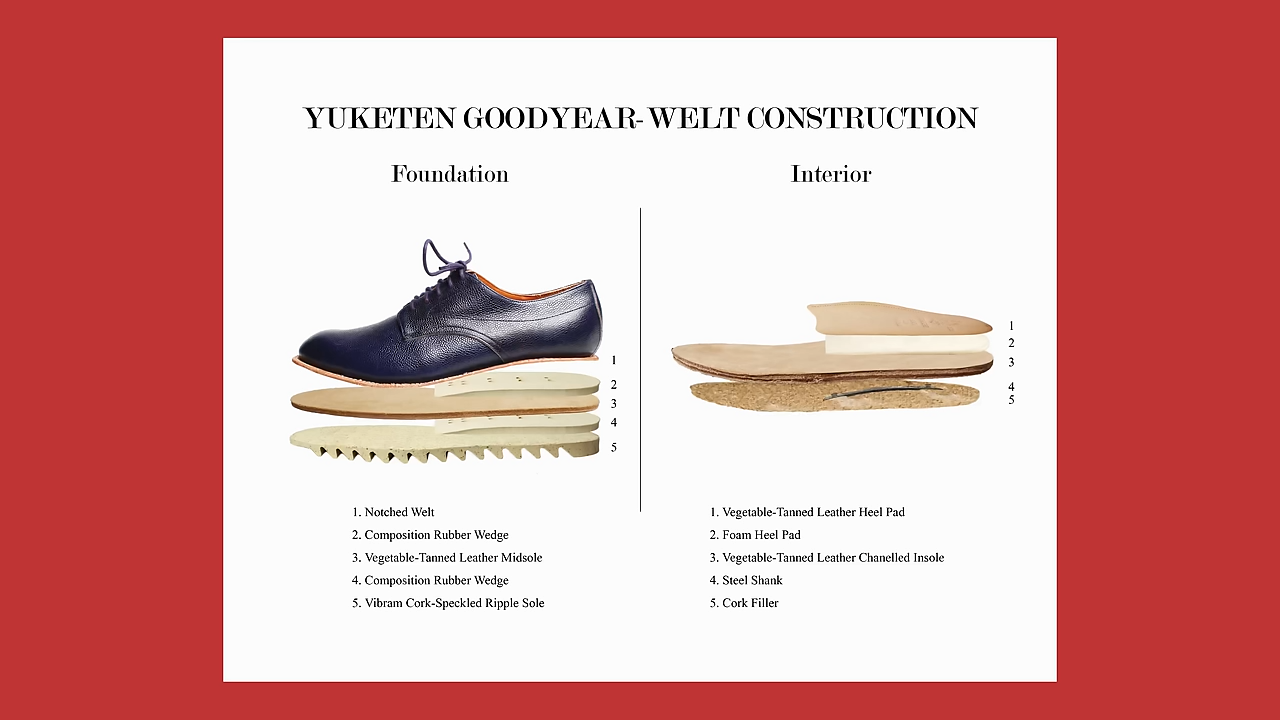 YUKETEN GOODYEAR-WELT CONSTRUCTION
Foundation
Interior
1
2
3
4
5
1
2
3
4
5
1. Notched Welt
2. Composition Rubber Wedge
3. Vegetable-Tanned Leather Midsole
4. Composition Rubber Wedge
5. Vibram Cork-Speckled Ripple Sole
1. Vegetable-Tanned Leather Heel Pad
2. Foam Heel Pad
3. Vegetable-Tanned Leather Chanelled Insole
4. Steel Shank
5. Cork Filler